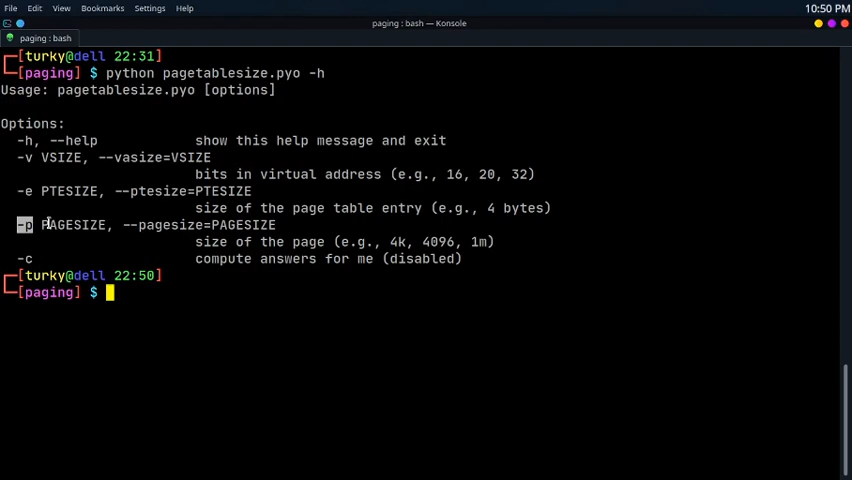 File Edit View Bookmarks Settings Help 10:50 PM
paging : bash — Konsole
paging : bash
[turky@dell 22:31]
[paging] $ python pagetablesize.pyo -h
Usage: pagetablesize.pyo [options]
Options:
-h, --help show this help message and exit
-v VSIZE, --vasize=VSIZE
bits in virtual address (e.g., 16, 20, 32)
-e PTESIZE, --ptesize=PTESIZE
size of the page table entry (e.g., 4 bytes)
-p PAGESIZE, --pagesize=PAGESIZE
size of the page (e.g., 4k, 4096, 1m)
-c compute answers for me (disabled)
[turky@dell 22:50]
[paging] $